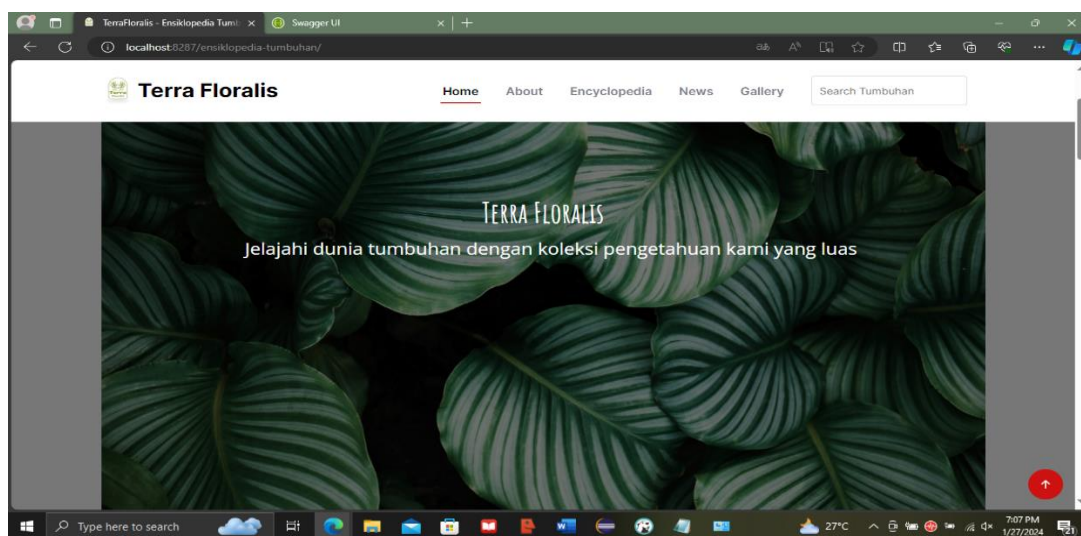 TerraFloralis - Ensiklopedia Tumb
Swagger UI
localhost:8287/ensiklopedia-tumbuhan/
Terra Floralis
Home About Encyclopedia News Gallery Search Tumbuhan
TERRA FLORALIS
Jelajahi dunia tumbuhan dengan koleksi pengetahuan kami yang luas
Type here to search
27°C
7:07 PM
1/27/2024
21